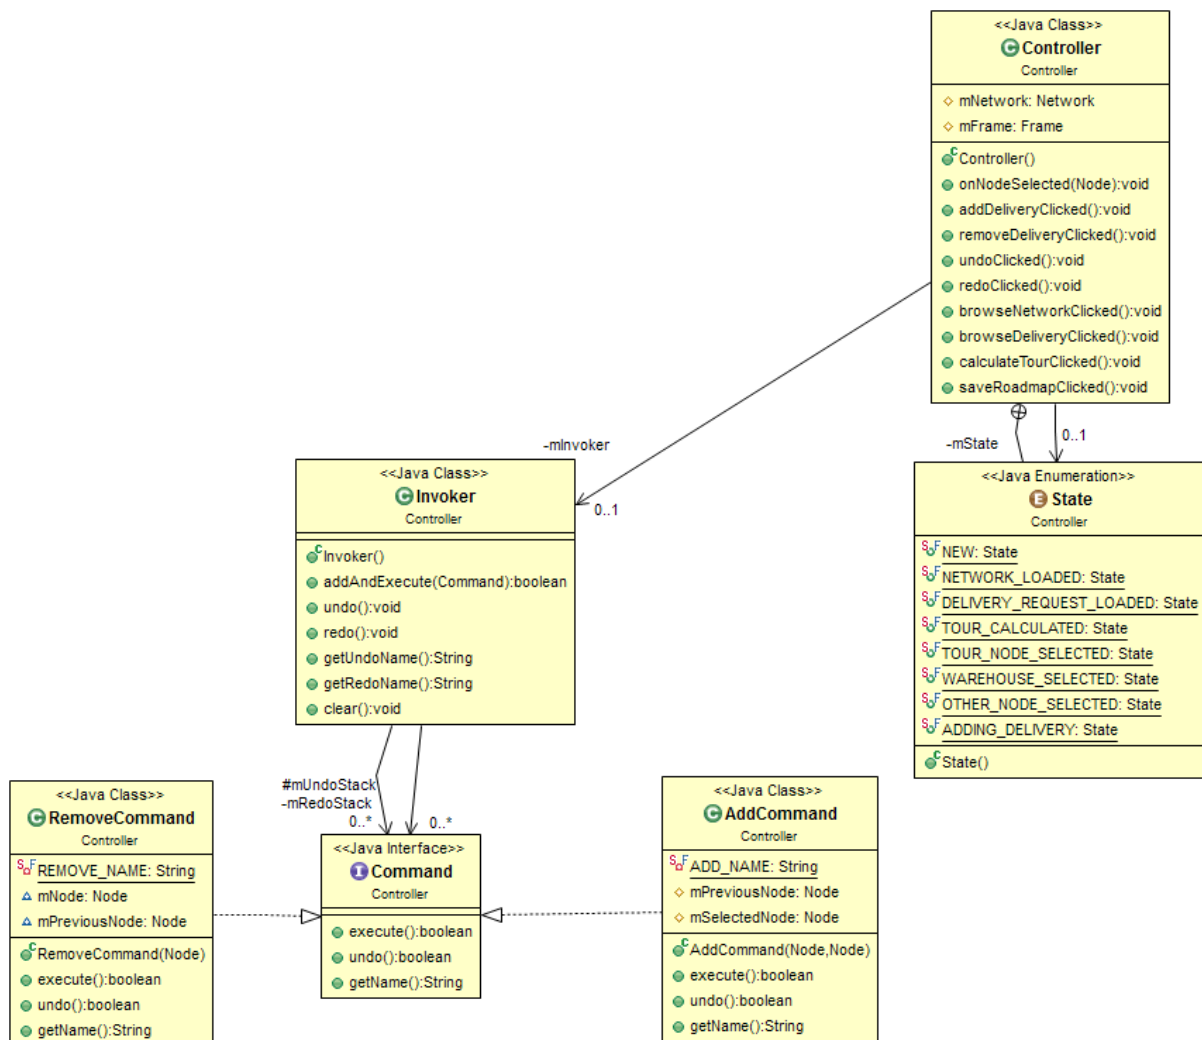 <<Java Class>>
Controller
Controller
mNetwork: Network
mFrame: Frame
Controller()
onNodeSelected(Node):void
addDeliveryClicked():void
removeDeliveryClicked():void
undoClicked():void
redoClicked():void
browseNetworkClicked():void
browseDeliveryClicked():void
calculateTourClicked():void
saveRoadmapClicked():void
-mInvoker
0..1
-mState
0..1
<<Java Class>>
Invoker
Controller
Invoker()
addAndExecute(Command):boolean
undo():void
redo():void
getUndoName():String
getRedoName():String
clear():void
<<Java Enumeration>>
State
Controller
NEW: State
NETWORK_LOADED: State
DELIVERY_REQUEST_LOADED: State
TOUR_CALCULATED: State
TOUR_NODE_SELECTED: State
WAREHOUSE_SELECTED: State
OTHER_NODE_SELECTED: State
ADDING_DELIVERY: State
State()
#mUndoStack
-mRedoStack
0..*
0..*
<<Java Class>>
RemoveCommand
Controller
REMOVE_NAME: String
mNode: Node
mPreviousNode: Node
RemoveCommand(Node)
execute():boolean
undo():boolean
getName():String
<<Java Interface>>
Command
Controller
execute():boolean
undo():boolean
getName():String
<<Java Class>>
AddCommand
Controller
ADD_NAME: String
mPreviousNode: Node
mSelectedNode: Node
AddCommand(Node,Node)
execute():boolean
undo():boolean
getName():String